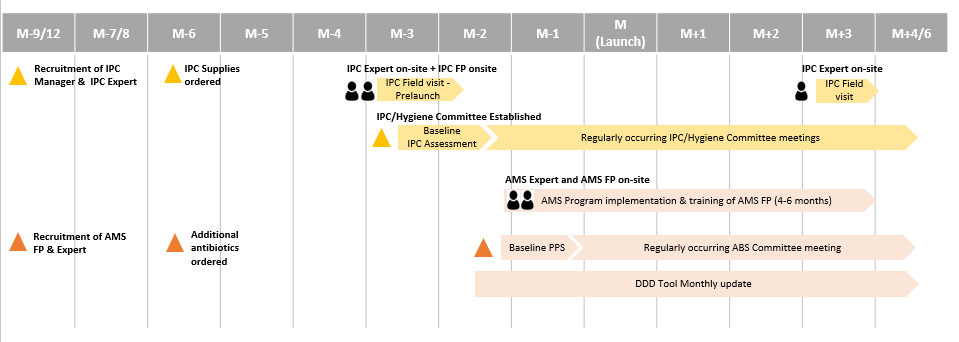 M-9/12 M-7/8 M-6 M-5 M-4 M-3 M-2 M-1 M (Launch) M+1 M+2 M+3 M+4/6
Recruitment of IPC
Manager & IPC Expert
IPC Supplies
ordered
IPC Expert on-site + IPC FP onsite
IPC Field visit -
Prelaunch
IPC Expert on-site
IPC Field
visit
IPC/Hygiene Committee Established
Baseline
IPC Assessment
Regularly occurring IPC/Hygiene Committee meetings
AMS Expert and AMS FP on-site
AMS Program implementation & training of AMS FP (4-6 months)
Recruitment of AMS
FP & Expert
Additional
antibiotics
ordered
Baseline PPS
Regularly occurring ABS Committee meeting
DDD Tool Monthly update